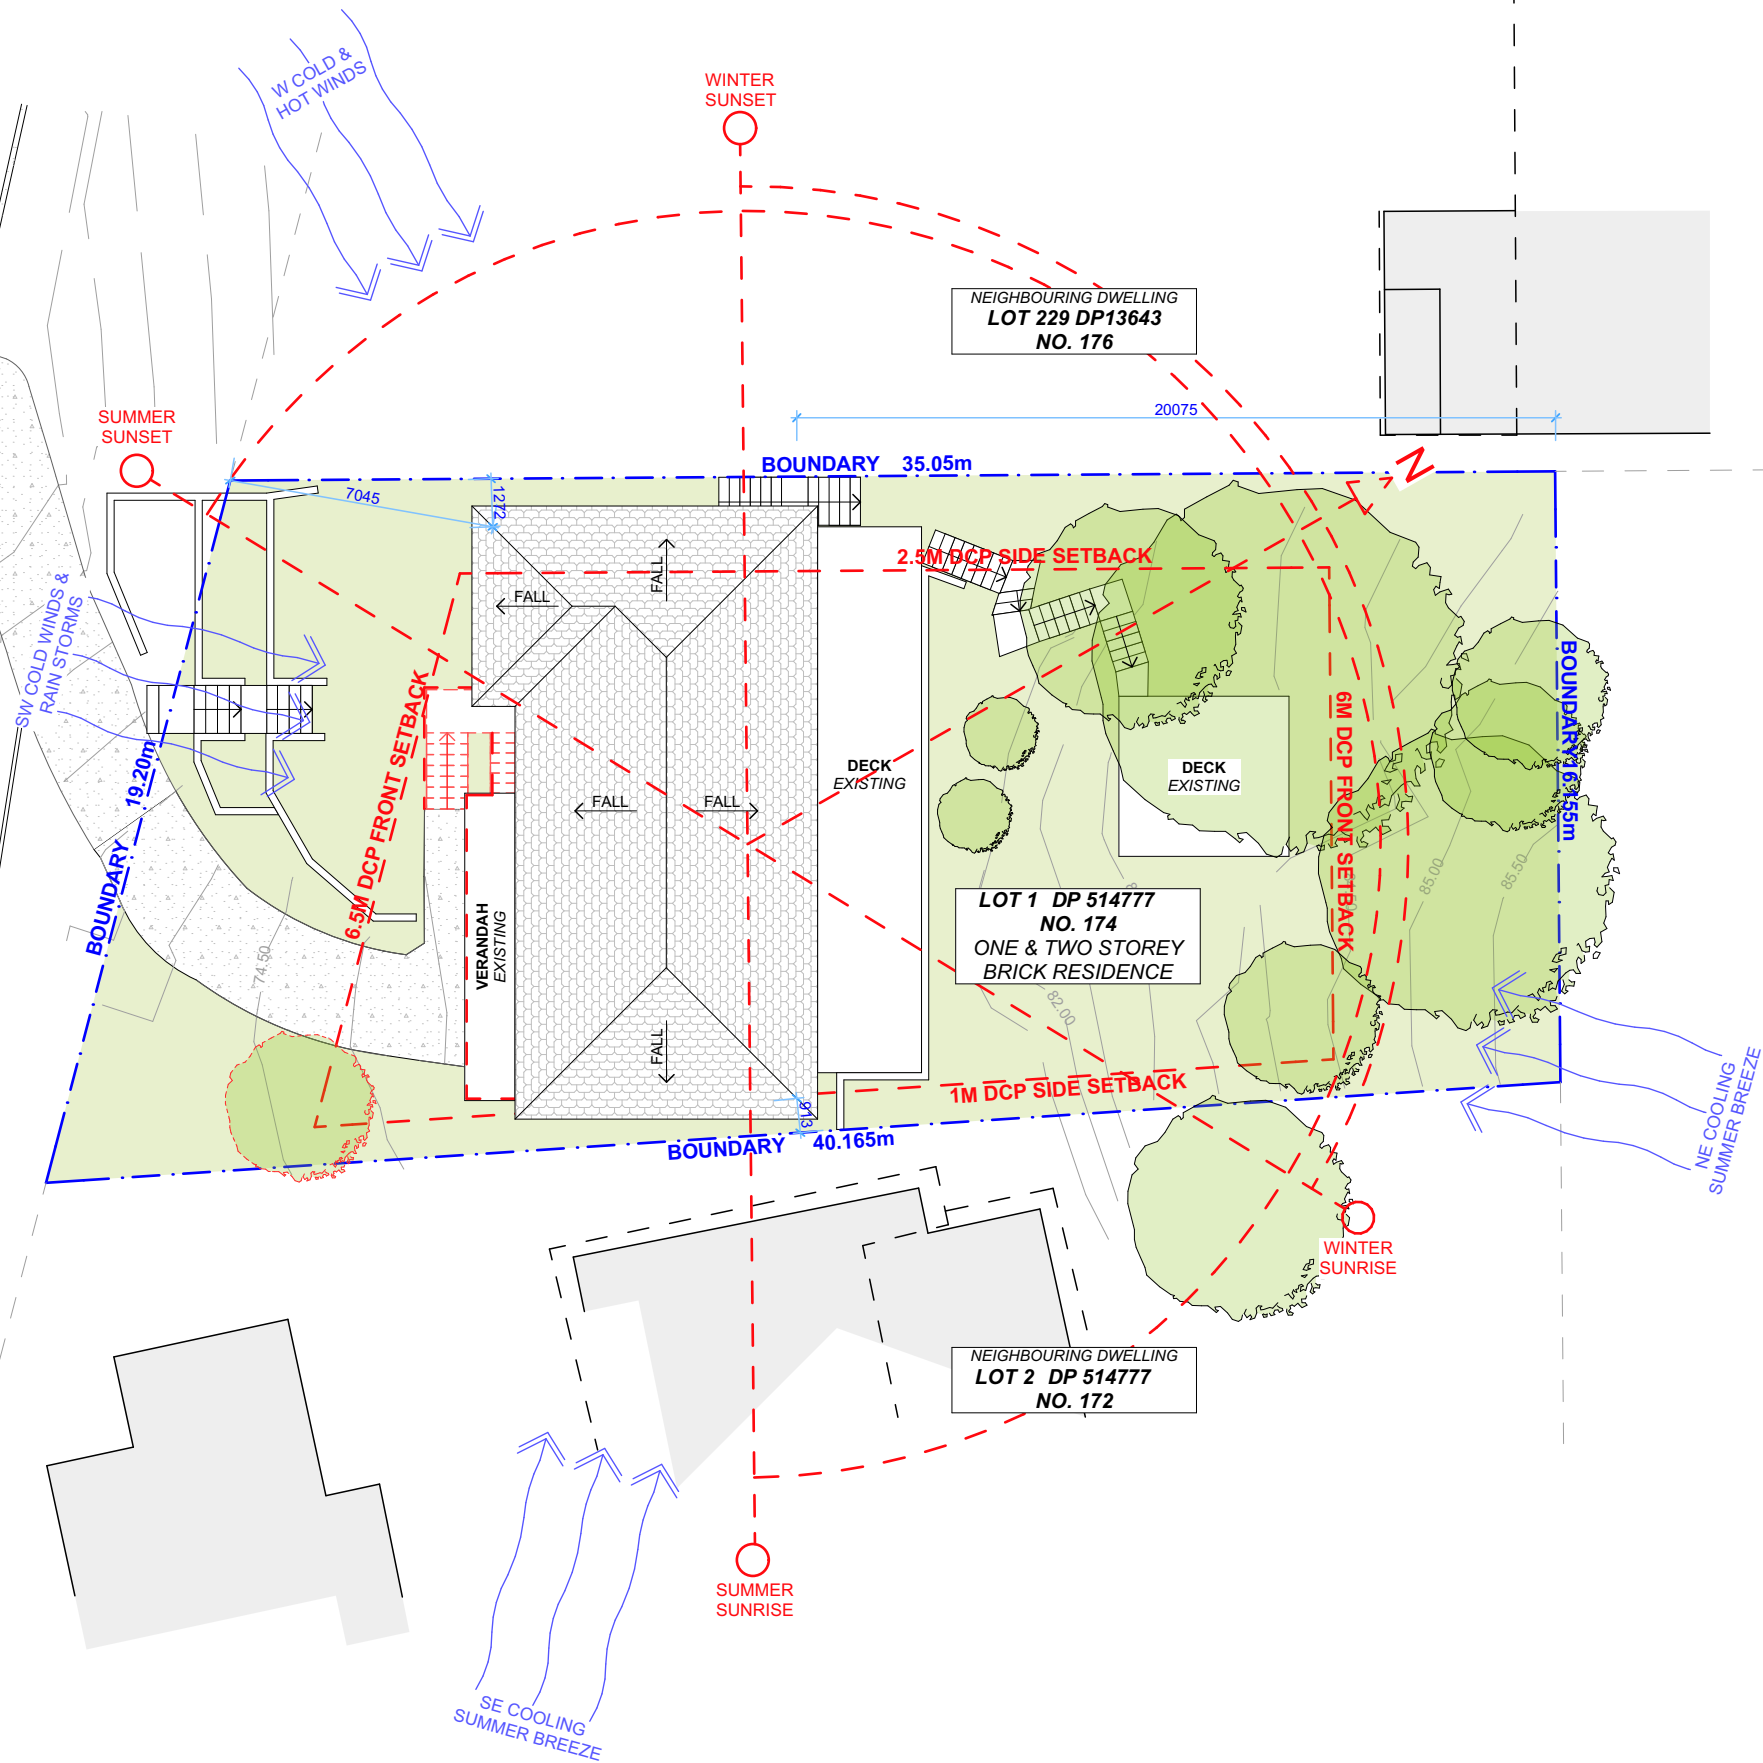 W COLD &
HOT WINDS
WINTER
SUNSET
NEIGHBOURING DWELLING
LOT 229 DP13643
NO. 176
SUMMER
SUNSET
20075
N
BOUNDARY 35.05m
7045
1272
2.5M DCP SIDE SETBACK
FALL
FALL
SW COLD WINDS &
RAIN STORMS
BOUNDARY 16.155m
6.5M DCP FRONT SETBACK
6M DCP FRONT SETBACK
BOUNDARY 19.20m
DECK
EXISTING
DECK
EXISTING
FALL
FALL
85.00
85.50
VERANDAH
EXISTING
LOT 1 DP 514777
NO. 174
ONE & TWO STOREY
BRICK RESIDENCE
74.50
82.00
FALL
1M DCP SIDE SETBACK
913
BOUNDARY 40.165m
NE COOLING
SUMMER BREEZE
WINTER
SUNRISE
NEIGHBOURING DWELLING
LOT 2 DP 514777
NO. 172
SUMMER
SUNRISE
SE COOLING
SUMMER BREEZE